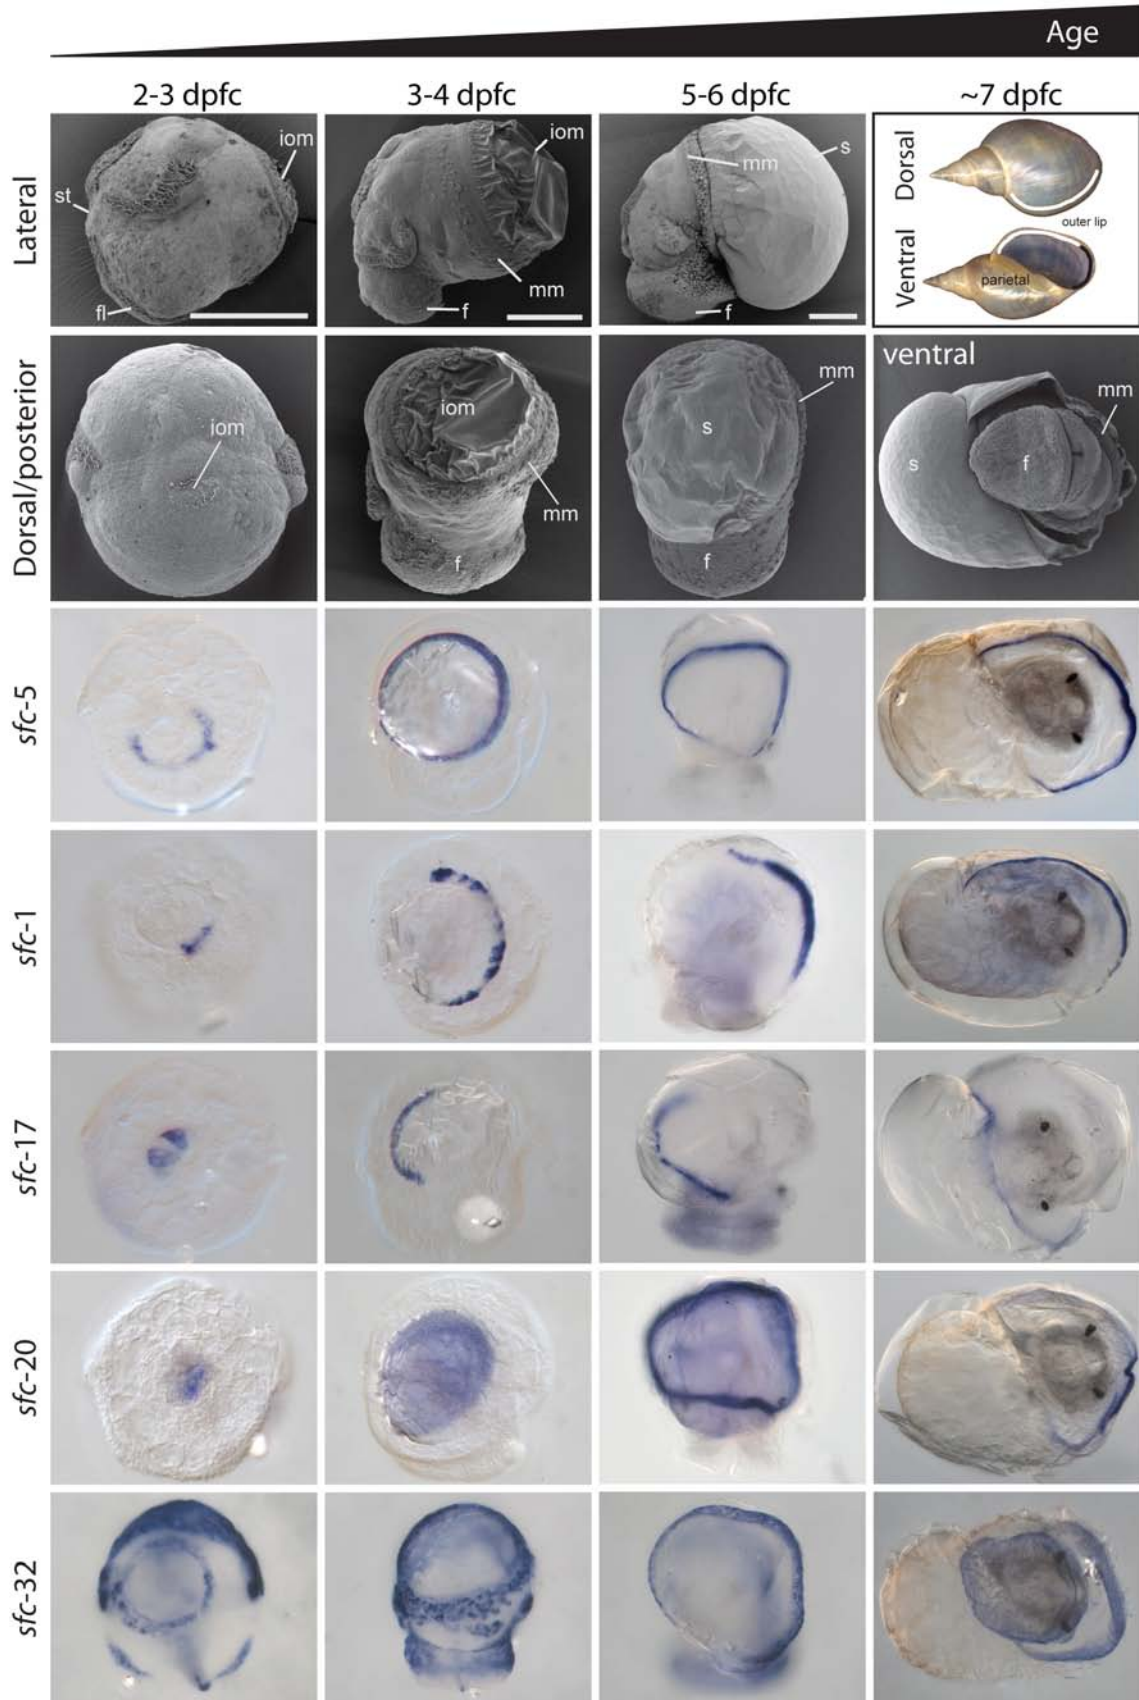 Age
2-3 dpfc
3-4 dpfc
5-6 dpfc
~7 dpfc
Lateral
st
iom
fl
iom
mm
f
mm
s
f
Dorsal
outer lip
Ventral
parietal
Dorsal/posterior
iom
iom
mm
f
s
mm
f
ventral
s
f
mm
sfc-5
sfc-1
sfc-17
sfc-20
sfc-32